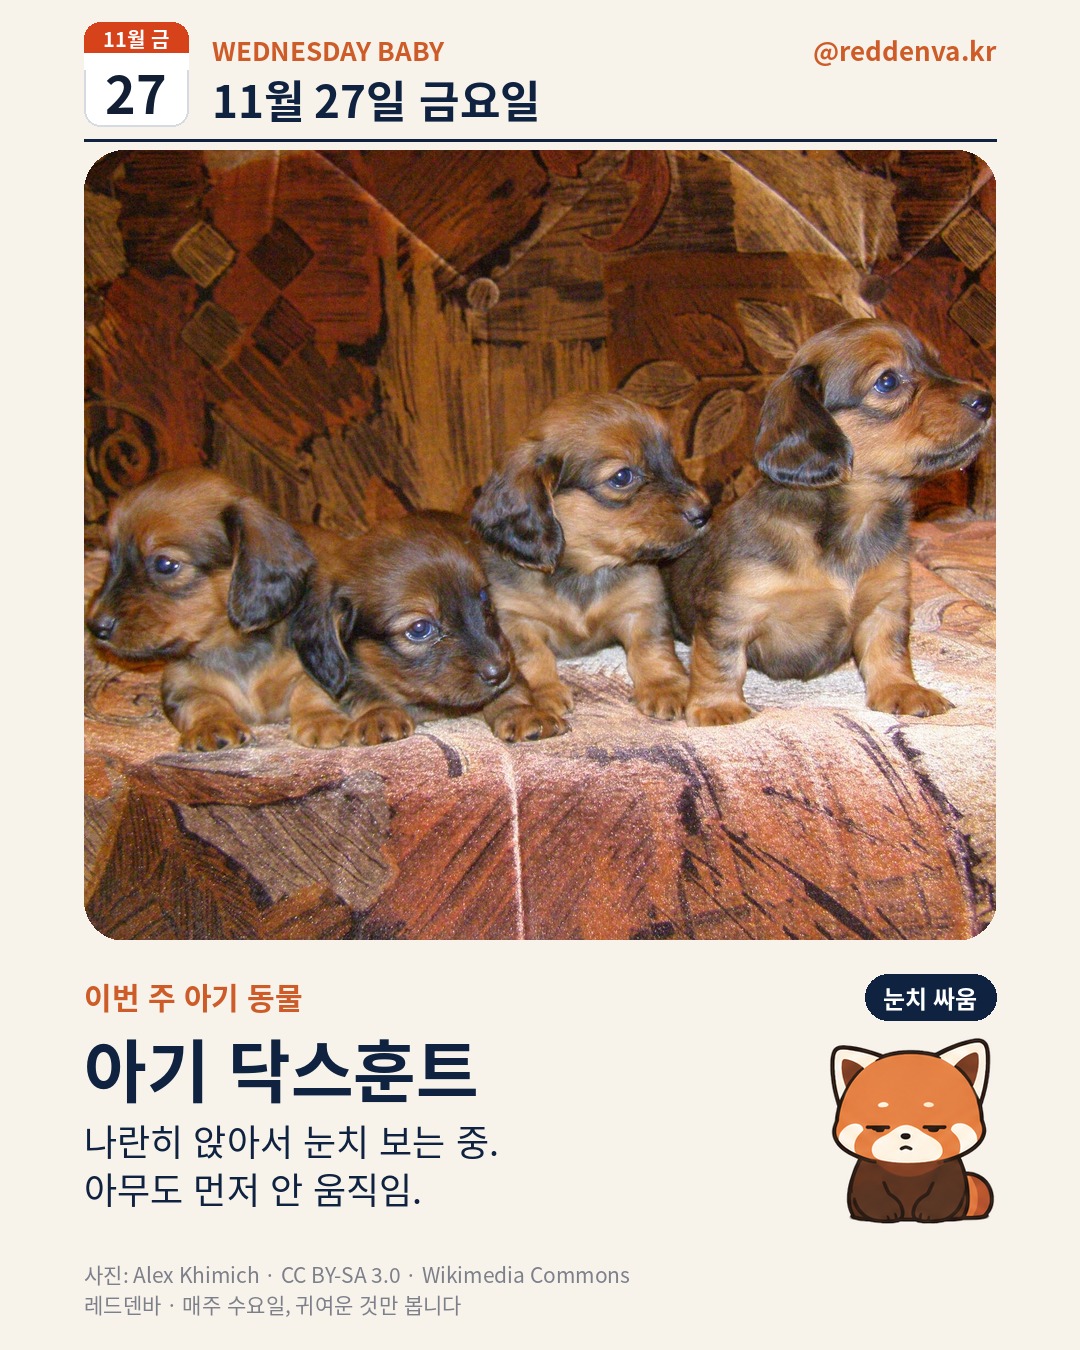 11월 금
27
WEDNESDAY BABY
11월 27일 금요일
@reddenva.kr
이번 주 아기 동물
눈치 싸움
아기 닥스훈트
나란히 앉아서 눈치 보는 중.
아무도 먼저 안 움직임.
사진: Alex Khimich · CC BY-SA 3.0 · Wikimedia Commons
레드덴바 · 매주 수요일, 귀여운 것만 봅니다